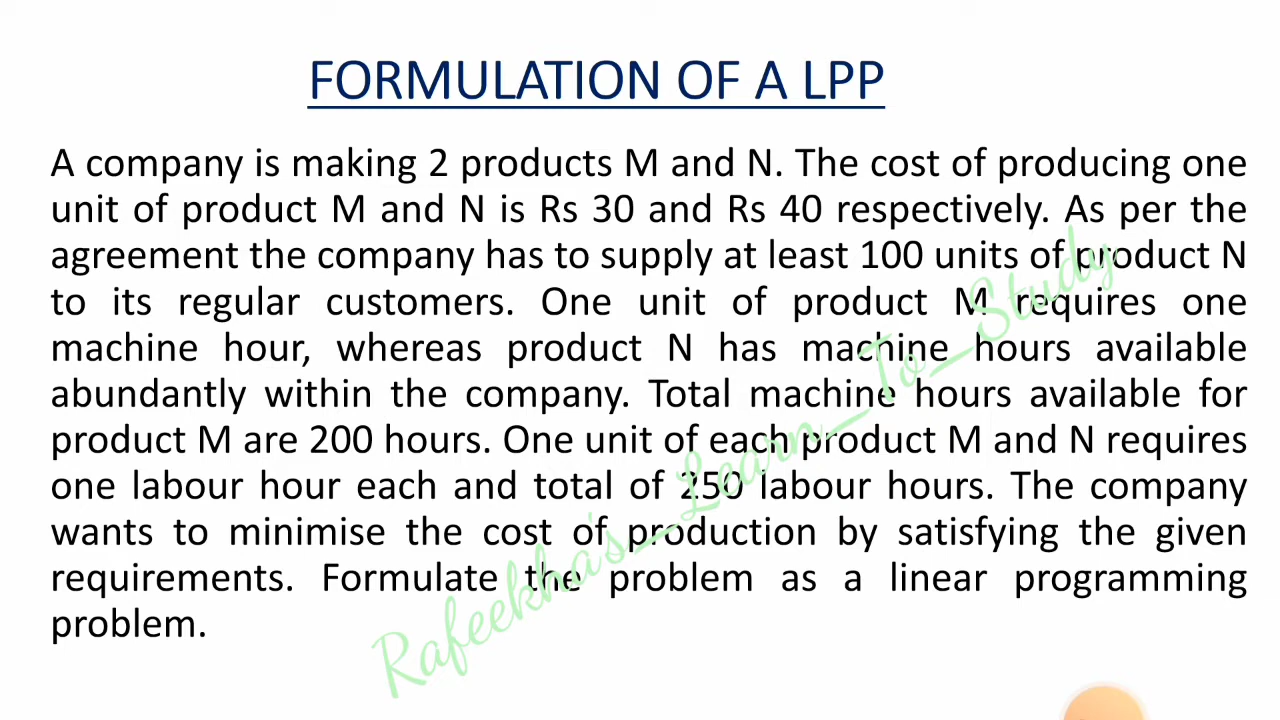 FORMULATION OF A LPP
A company is making 2 products M and N. The cost of producing one
unit of product M and N is Rs 30 and Rs 40 respectively. As per the
agreement the company has to supply at least 100 units of product N
to its regular customers. One unit of product M requires one
machine hour, whereas product N has machine hours available
abundantly within the company. Total machine hours available for
product M are 200 hours. One unit of each product M and N requires
one labour hour each and total of 250 labour hours. The company
wants to minimise the cost of production by satisfying the given
requirements. Formulate the problem as a linear programming
problem.
Rafeekha's_Learn_To_Study